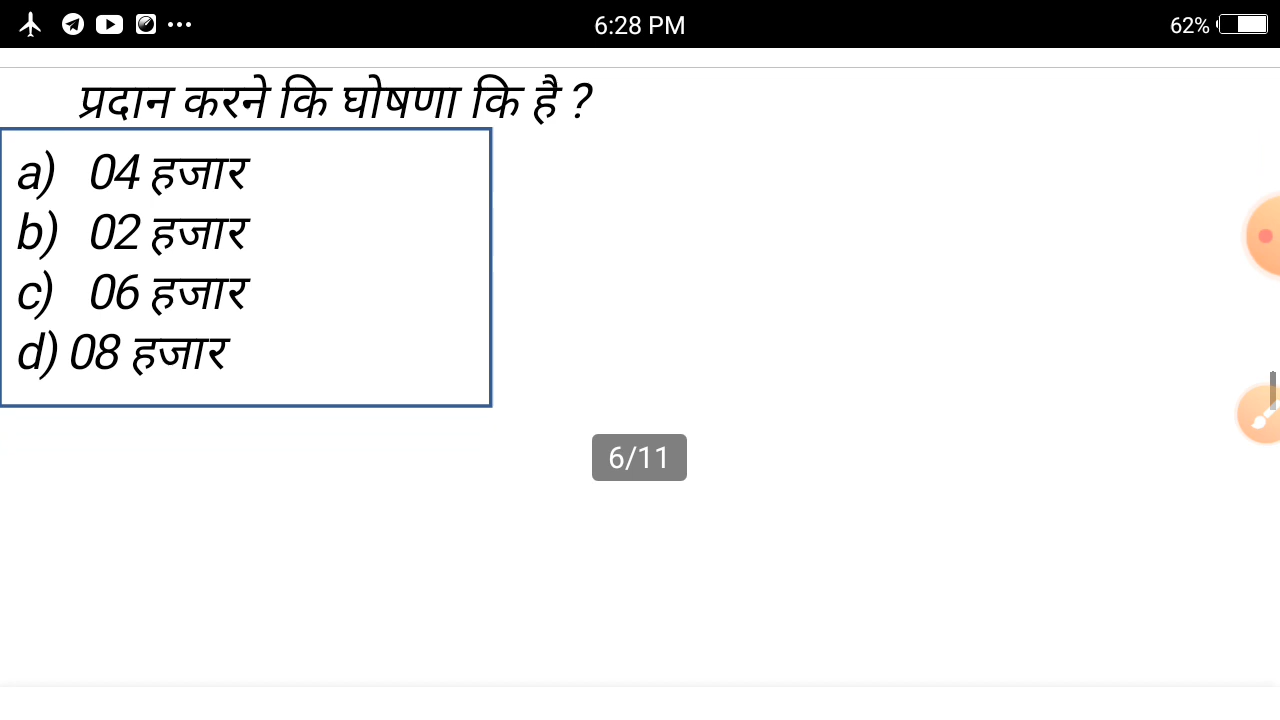 6:28 PM
62%
प्रदान करने कि घोषणा कि है ?
a) 04 हजार
b) 02 हजार
c) 06 हजार
d) 08 हजार
6/11